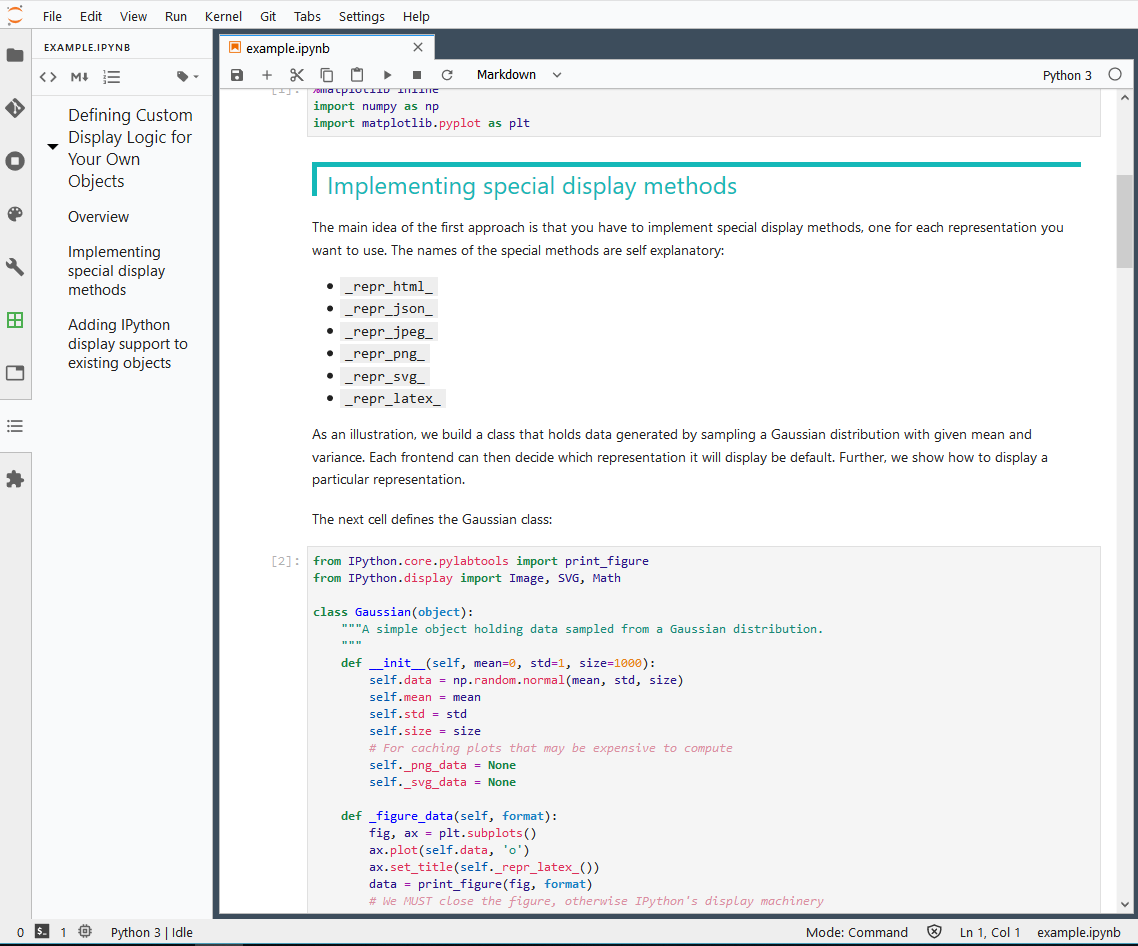 File Edit View Run Kernel Git Tabs Settings Help
EXAMPLE.IPYNB
M
Defining Custom
Display Logic for
Your Own
Objects
Overview
Implementing
special display
methods
Adding IPython
display support to
existing objects
example.ipynb
Markdown
Python 3
[1]: %matplotlib inline
import numpy as np
import matplotlib.pyplot as plt
Implementing special display methods
The main idea of the first approach is that you have to implement special display methods, one for each representation you
want to use. The names of the special methods are self explanatory:
• _repr_html_
• _repr_json_
• _repr_jpeg_
• _repr_png_
• _repr_svg_
• _repr_latex_
As an illustration, we build a class that holds data generated by sampling a Gaussian distribution with given mean and
variance. Each frontend can then decide which representation it will display be default. Further, we show how to display a
particular representation.
The next cell defines the Gaussian class:
[2]: from IPython.core.pylabtools import print_figure
from IPython.display import Image, SVG, Math
class Gaussian(object):
"""A simple object holding data sampled from a Gaussian distribution.
"""
def __init__(self, mean=0, std=1, size=1000):
self.data = np.random.normal(mean, std, size)
self.mean = mean
self.std = std
self.size = size
# For caching plots that may be expensive to compute
self._png_data = None
self._svg_data = None
def _figure_data(self, format):
fig, ax = plt.subplots()
ax.plot(self.data, 'o')
ax.set_title(self._repr_latex_())
data = print_figure(fig, format)
# We MUST close the figure, otherwise IPython's display machinery
0 1 Python 3 | Idle Mode: Command Ln 1, Col 1 example.ipynb